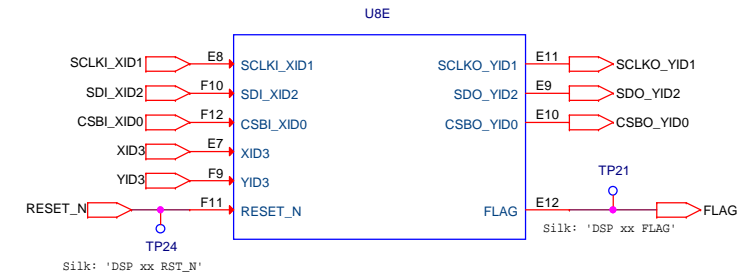 U8E
SCLKI_XID1 E8 SCLKI_XID1 SCLKO_YID1 E11 SCLKO_YID1
SDI_XID2 F10 SDI_XID2 SDO_YID2 E9 SDO_YID2
CSBI_XID0 F12 CSBI_XID0 CSBO_YID0 E10 CSBO_YID0
XID3 E7 XID3
YID3 F9 YID3
TP21
RESET_N F11 RESET_N FLAG E12 FLAG
Silk: 'DSP xx FLAG'
TP24
Silk: 'DSP xx RST_N'